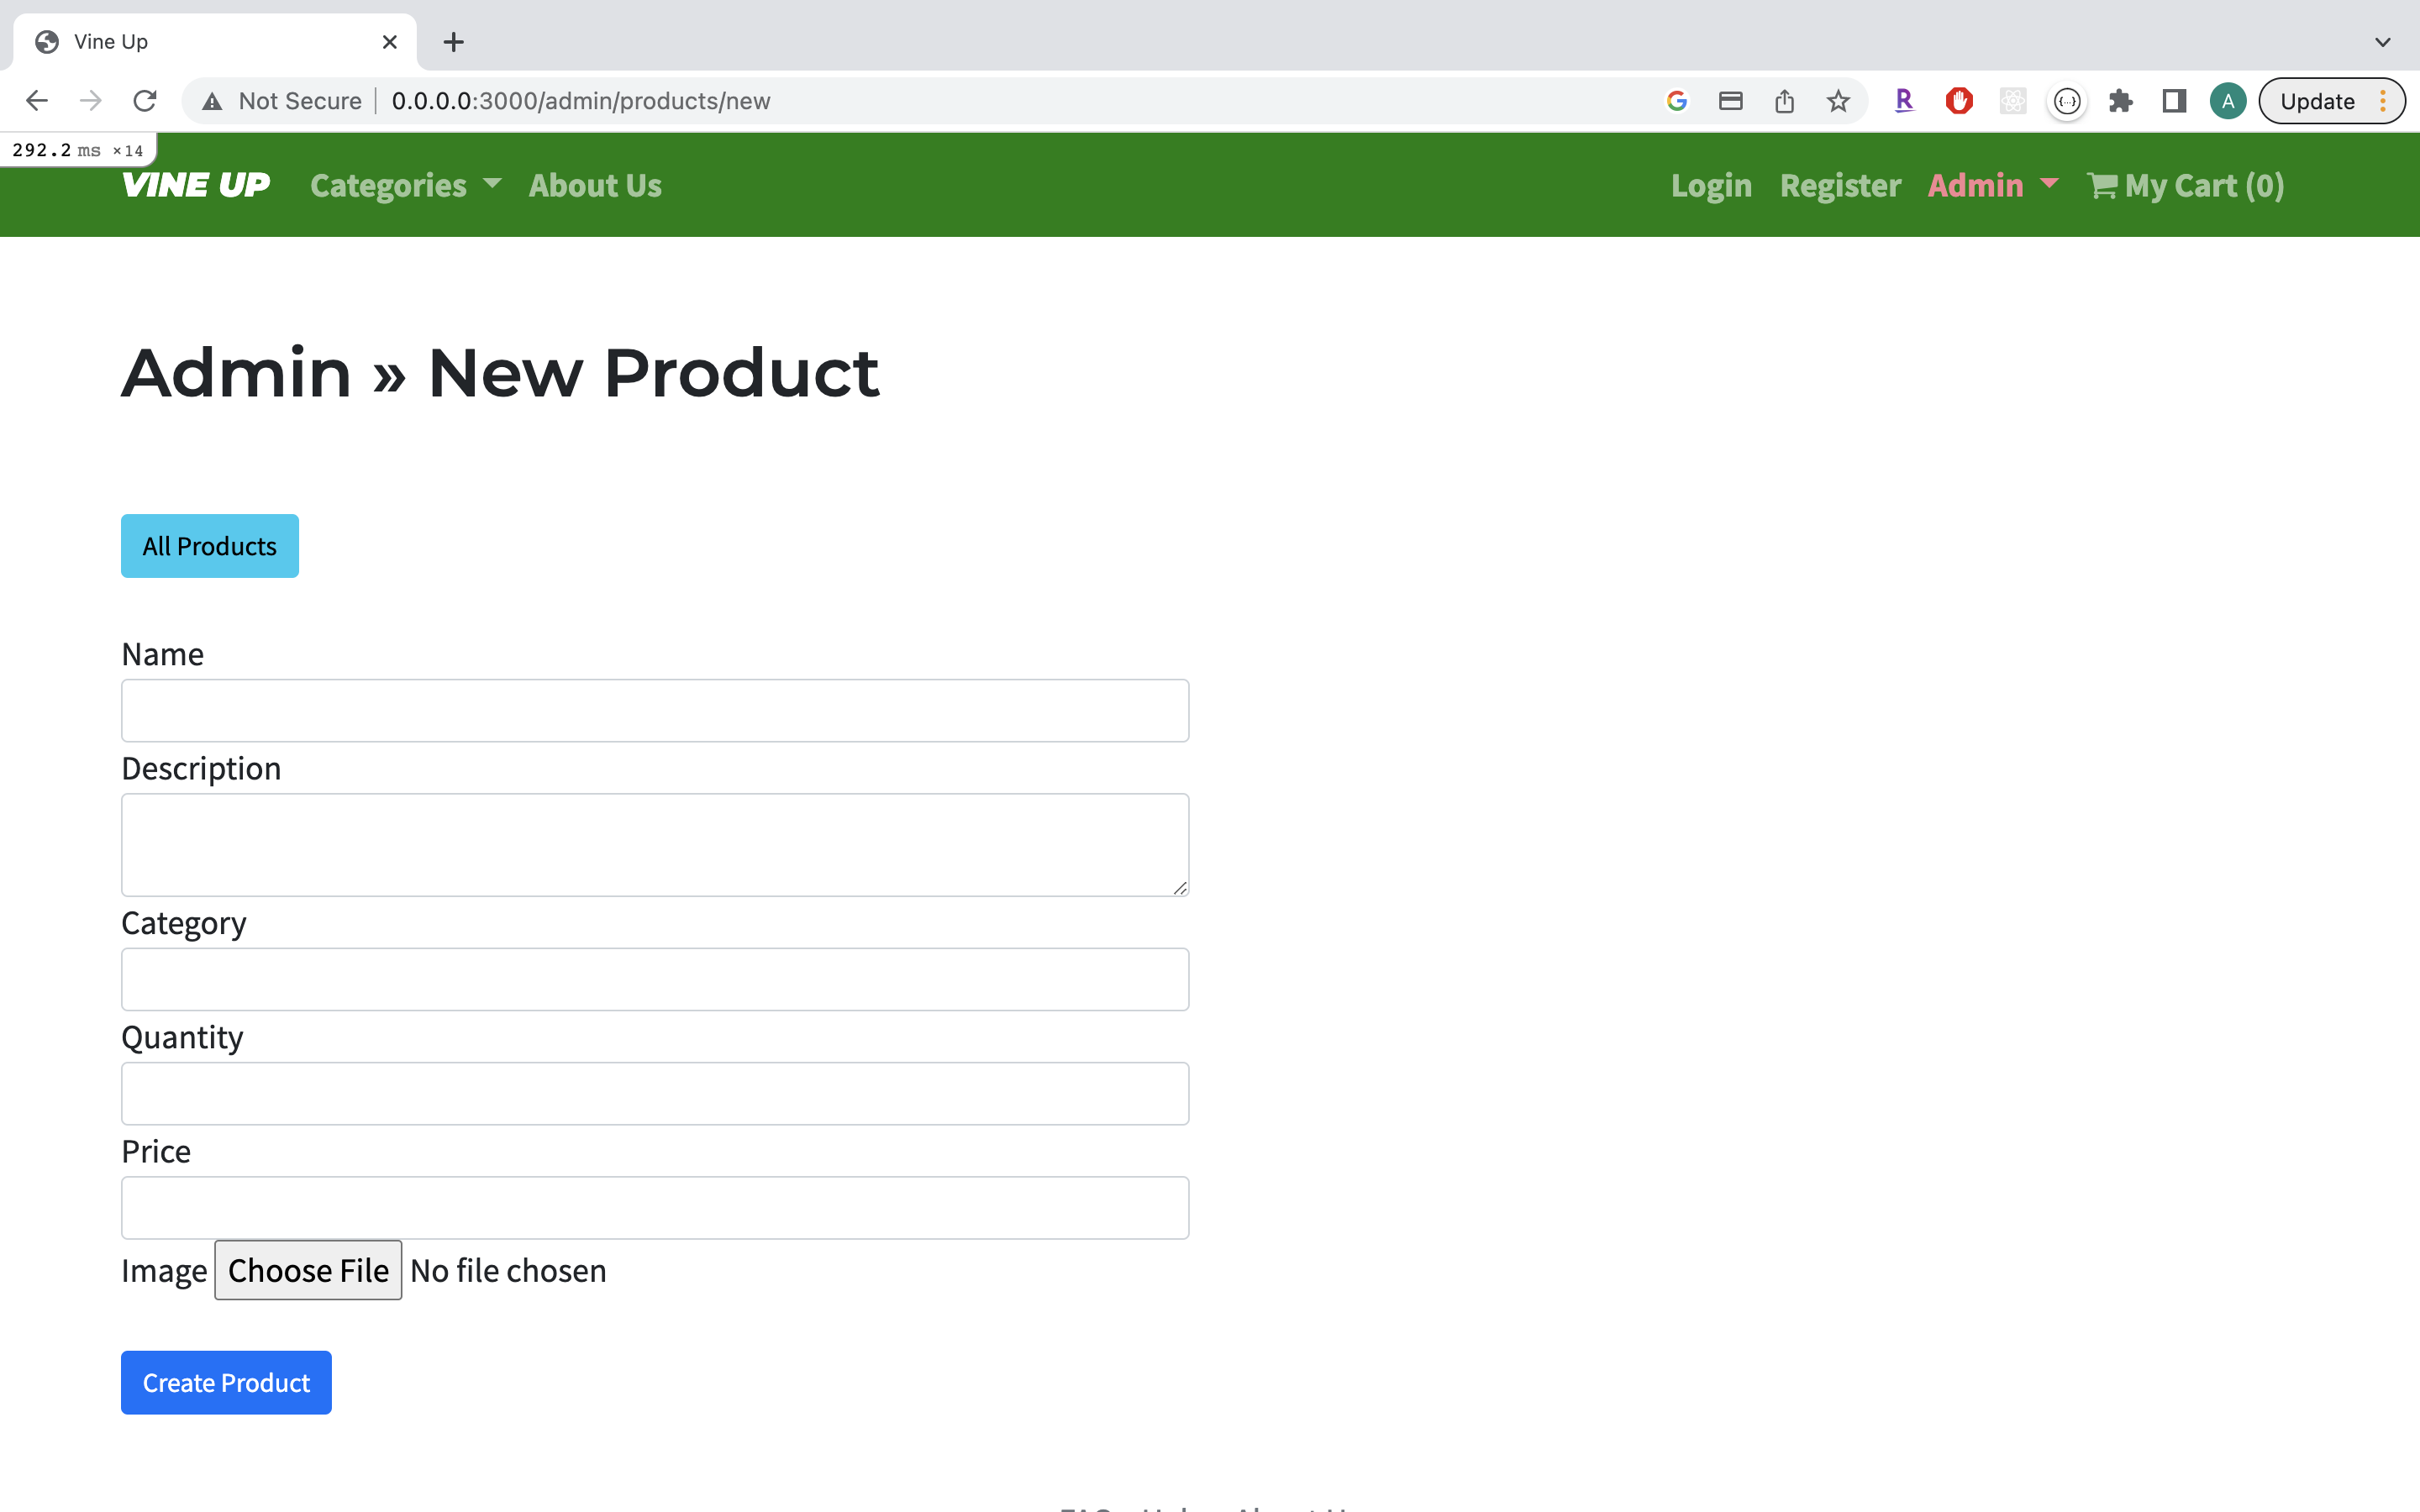 Vine Up
Not Secure 0.0.0.0:3000/admin/products/new
R
A
Update
292.2 ms ×14
VINE UP Categories About Us Login Register Admin My Cart (0)
Admin » New Product
All Products
Name
Description
Category
Quantity
Price
Image Choose File No file chosen
Create Product